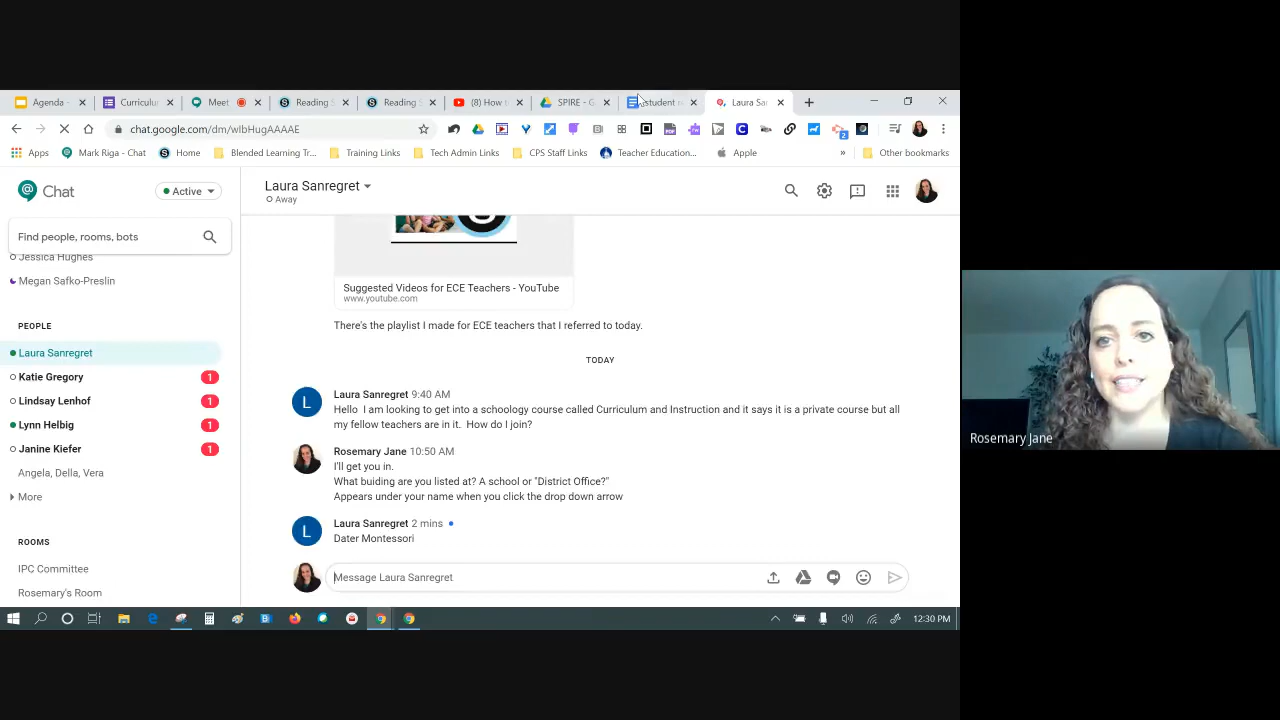 Agenda -
Curriculu
Meet
Reading S
Reading S
(8) How t
SPIRE - G
student r
Laura San
chat.google.com/dm/wIbHugAAAAE
2
Apps
Mark Riga - Chat
Home
Blended Learning Tr...
Training Links
Tech Admin Links
CPS Staff Links
Teacher Education...
Apple
»
Other bookmarks
Chat
Active
Find people, rooms, bots
Jessica Hughes
Megan Safko-Preslin
PEOPLE
Laura Sanregret
Katie Gregory 1
Lindsay Lenhof 1
Lynn Helbig 1
Janine Kiefer 1
Angela, Della, Vera
More
ROOMS
IPC Committee
Rosemary's Room
Laura Sanregret
Away
Suggested Videos for ECE Teachers - YouTube
www.youtube.com
There's the playlist I made for ECE teachers that I referred to today.
TODAY
L
Laura Sanregret 9:40 AM
Hello I am looking to get into a schoology course called Curriculum and Instruction and it says it is a private course but all
my fellow teachers are in it. How do I join?
Rosemary Jane 10:50 AM
I'll get you in.
What buiding are you listed at? A school or "District Office?"
Appears under your name when you click the drop down arrow
L
Laura Sanregret 2 mins
Dater Montessori
Message Laura Sanregret
12:30 PM
Rosemary Jane